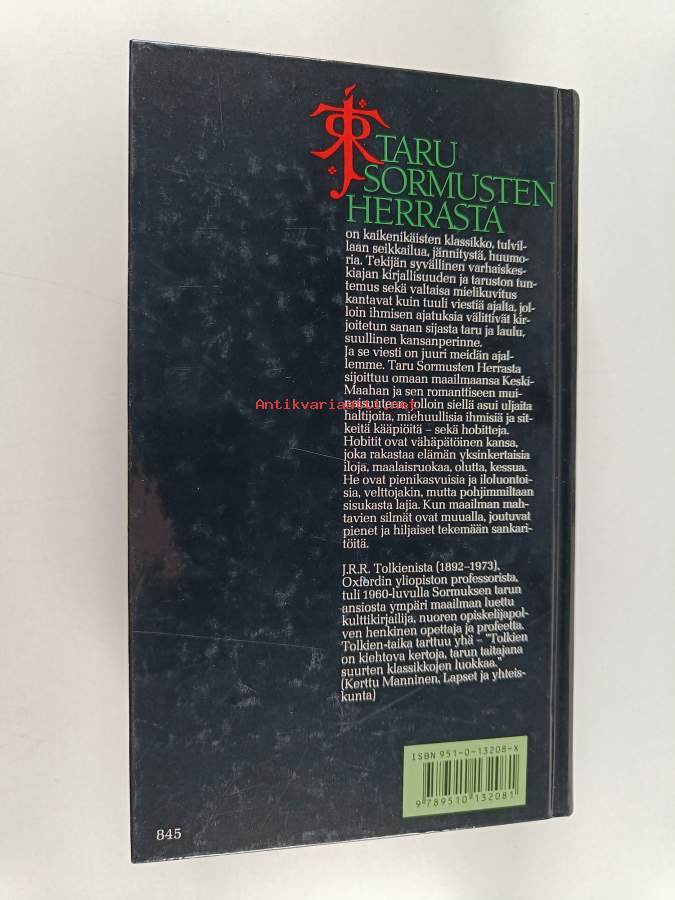 TARU
SORMUSTEN
HERRASTA
on kaikenikäisten klassikko, tulvil-
laan seikkailua, jännitystä, huumo-
ria. Tekijän syvällinen varhaiskes-
kiajan kirjallisuuden ja taruston tun-
temus sekä valtaisa mielikuvitus
kantavat kuin tuuli viestiä ajalta, jol-
loin ihmisen ajatuksia välittivät kir-
joitetun sanan sijasta taru ja laulu,
suullinen kansanperinne.
Ja se viesti on juuri meidän ajal-
lemme. Taru Sormusten Herrasta
sijoittuu omaan maailmaansa Keski-
Maahan ja sen romanttiseen mui-
naisuuteen, jolloin siellä asui uljaita
haltijoita, miehuullisia ihmisiä ja sit-
keitä kääpiöitä – sekä hobitteja.
Hobitit ovat vähäpätöinen kansa,
joka rakastaa elämän yksinkertaisia
iloja, maalaisruokaa, olutta, kessua.
He ovat pienikasvuisia ja iloluontoi-
sia, velttojakin, mutta pohjimmiltaan
sisukasta lajia. Kun maailman mah-
tavien silmät ovat muualla, joutuvat
pienet ja hiljaiset tekemään sankari-
töitä.
J.R.R. Tolkienista (1892–1973),
Oxfordin yliopiston professorista,
tuli 1960-luvulla Sormuksen tarun
ansiosta ympäri maailman luettu
kulttikirjailija, nuoren opiskelijapol-
ven henkinen opettaja ja profeetta.
Tolkien-taika tarttuu yhä – "Tolkien
on kiehtova kertoja, tarun taitajana
suurten klassikkojen luokkaa."
(Kerttu Manninen, Lapset ja yhteis-
kunta)
ISBN 951-0-13208-X
9 789510 132081
845